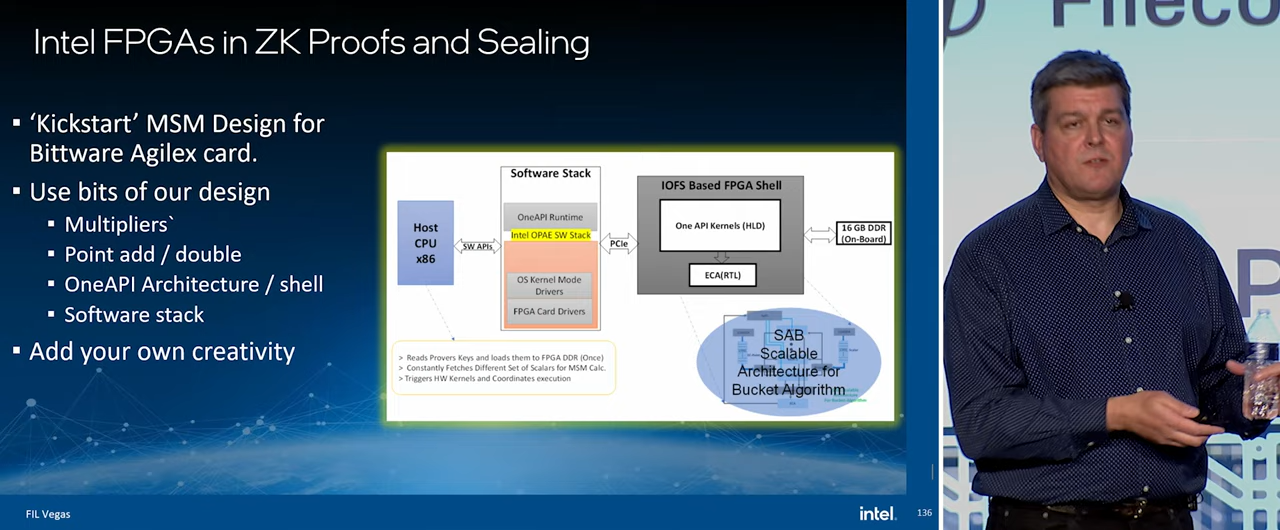 Intel FPGAs in ZK Proofs and Sealing
▪ ‘Kickstart’ MSM Design for
Bittware Agilex card.
▪ Use bits of our design
▪ Multipliers`
▪ Point add / double
▪ OneAPI Architecture / shell
▪ Software stack
▪ Add your own creativity
Host
CPU
x86
SW APIs
Software Stack
OneAPI Runtime
Intel OPAE SW Stack
OS Kernel Mode
Drivers
FPGA Card Drivers
PCIe
IOFS Based FPGA Shell
One API Kernels (HLD)
ECA(RTL)
16 GB DDR
(On-Board)
> Reads Provers Keys and loads them to FPGA DDR (Once)
> Constantly Fetches Different Set of Scalars for MSM Calc.
> Triggers HW Kernels and Coordinates execution
SAB
Scalable
Architecture for
Bucket Algorithm
FIL Vegas
intel.
136
Fileco
P